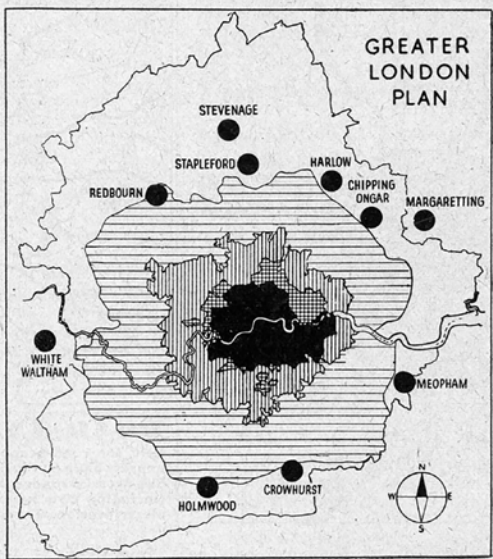 GREATER
LONDON
PLAN
STEVENAGE
STAPLEFORD
HARLOW
CHIPPING
ONGAR
MARGARETTING
REDBOURN
WHITE
WALTHAM
MEOPHAM
CROWHURST
HOLMWOOD
N
W E
S